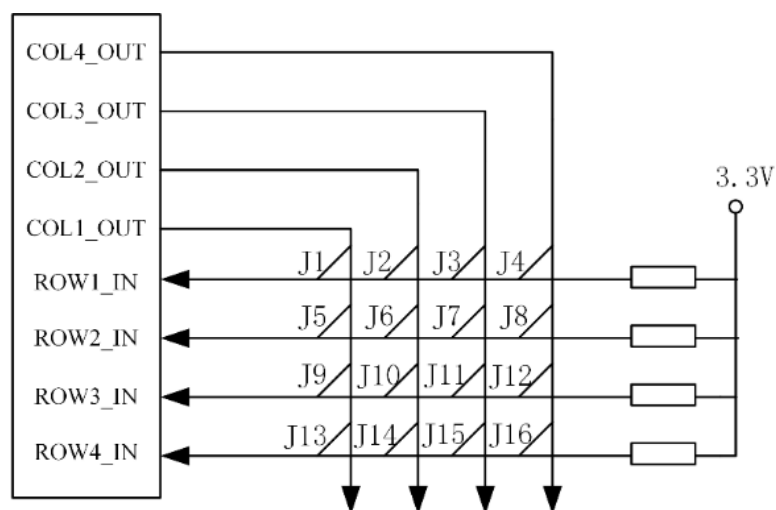 COL4_OUT
COL3_OUT
COL2_OUT
COL1_OUT
3.3V
J1 J2 J3 J4
ROW1_IN
J5 J6 J7 J8
ROW2_IN
J9 J10 J11 J12
ROW3_IN
J13 J14 J15 J16
ROW4_IN